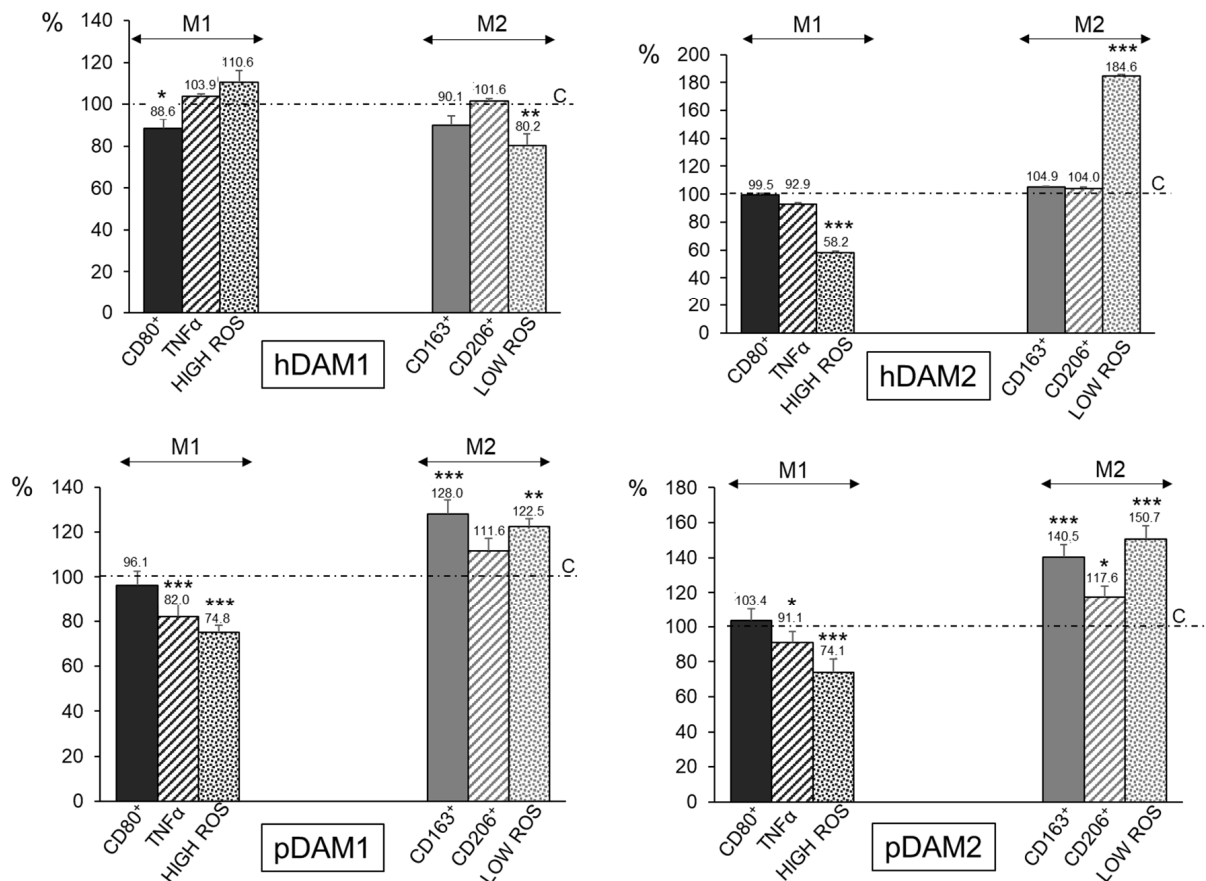 %
M1
M2
140
120
100
80
60
40
20
0
*
88.6
103.9
110.6
90.1
101.6
**
80.2
C
CD80+
TNFα
HIGH ROS
CD163+
CD206+
LOW ROS
hDAM1
%
M1
M2
200
180
160
140
120
100
80
60
40
20
0
99.5
92.9
***
58.2
104.9
104.0
***
184.6
C
CD80+
TNFα
HIGH ROS
CD163+
CD206+
LOW ROS
hDAM2
%
M1
M2
140
120
100
80
60
40
20
0
96.1
***
82.0
***
74.8
***
128.0
111.6
**
122.5
C
CD80+
TNFα
HIGH ROS
CD163+
CD206+
LOW ROS
pDAM1
%
M1
M2
180
160
140
120
100
80
60
40
20
0
103.4
*
91.1
***
74.1
***
140.5
*
117.6
***
150.7
C
CD80+
TNFα
HIGH ROS
CD163+
CD206+
LOW ROS
pDAM2